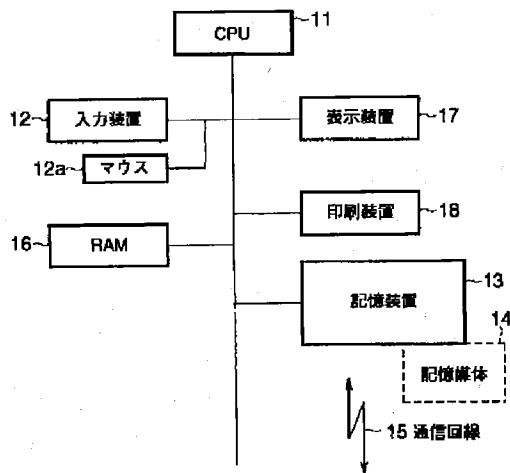 CPU
11
12
入力装置
表示装置
17
12a
マウス
印刷装置
18
16
RAM
13
記憶装置
14
記憶媒体
15 通信回線